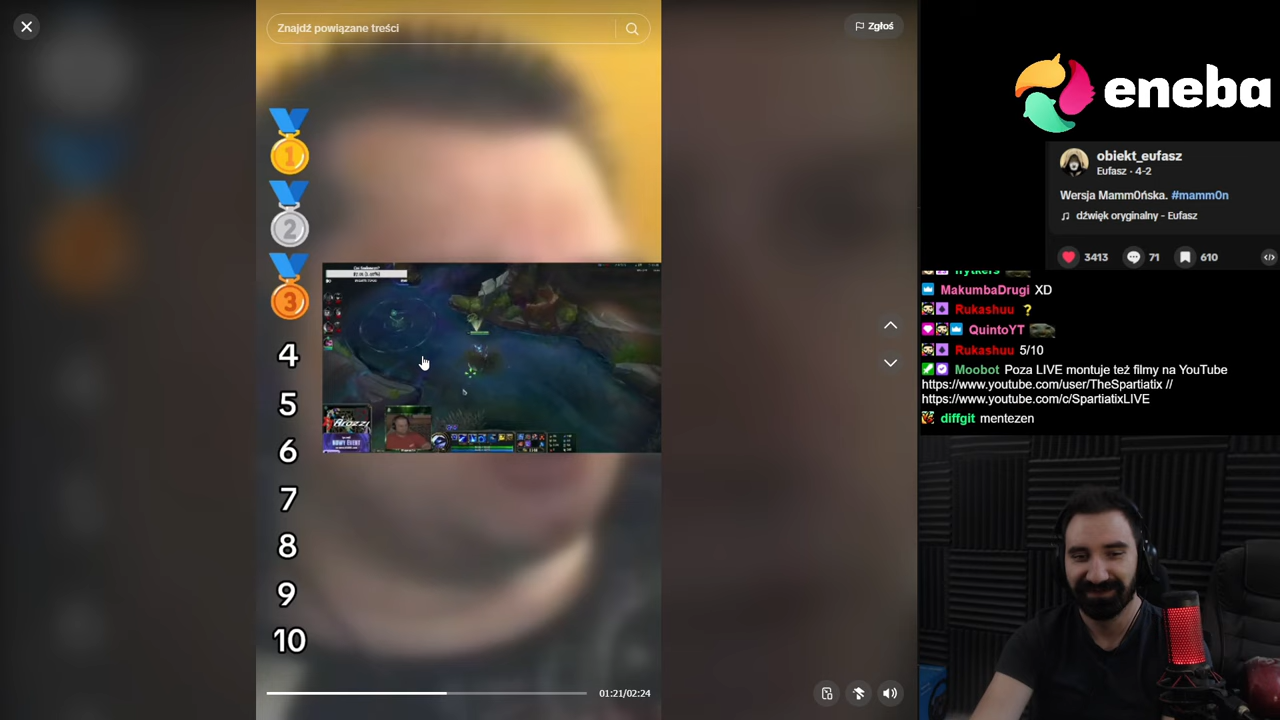 Znajdź powiązane treści
Zgłoś
1
2
3
4
5
6
7
8
9
10
01:21/02:24
eneba
obiekt_eufasz
Eufasz · 4-2
Wersja Mamm0ńska. #mamm0n
dźwięk oryginalny - Eufasz
3413 71 610
MakumbaDrugi XD
Rukashuu ?
QuintoYT
Rukashuu 5/10
Moobot Poza LIVE montuje też filmy na YouTube
https://www.youtube.com/user/TheSpartiatix //
https://www.youtube.com/c/SpartiatixLIVE
diffgit mentezen